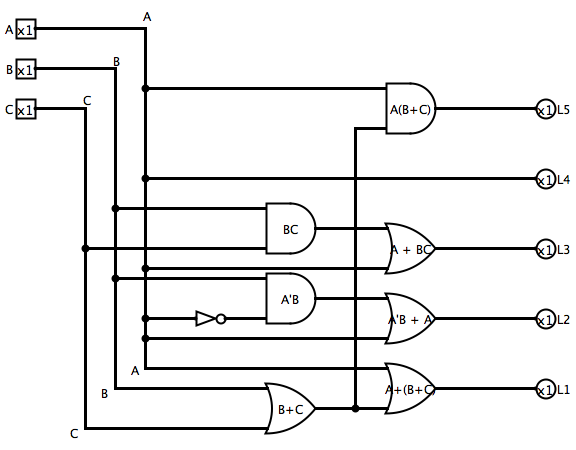 A
A x1
B x1
B
C x1
C
A(B+C)
x1 L5
x1 L4
BC
A + BC
x1 L3
A'B
A'B + A
x1 L2
A
A+(B+C)
x1 L1
B
B+C
C